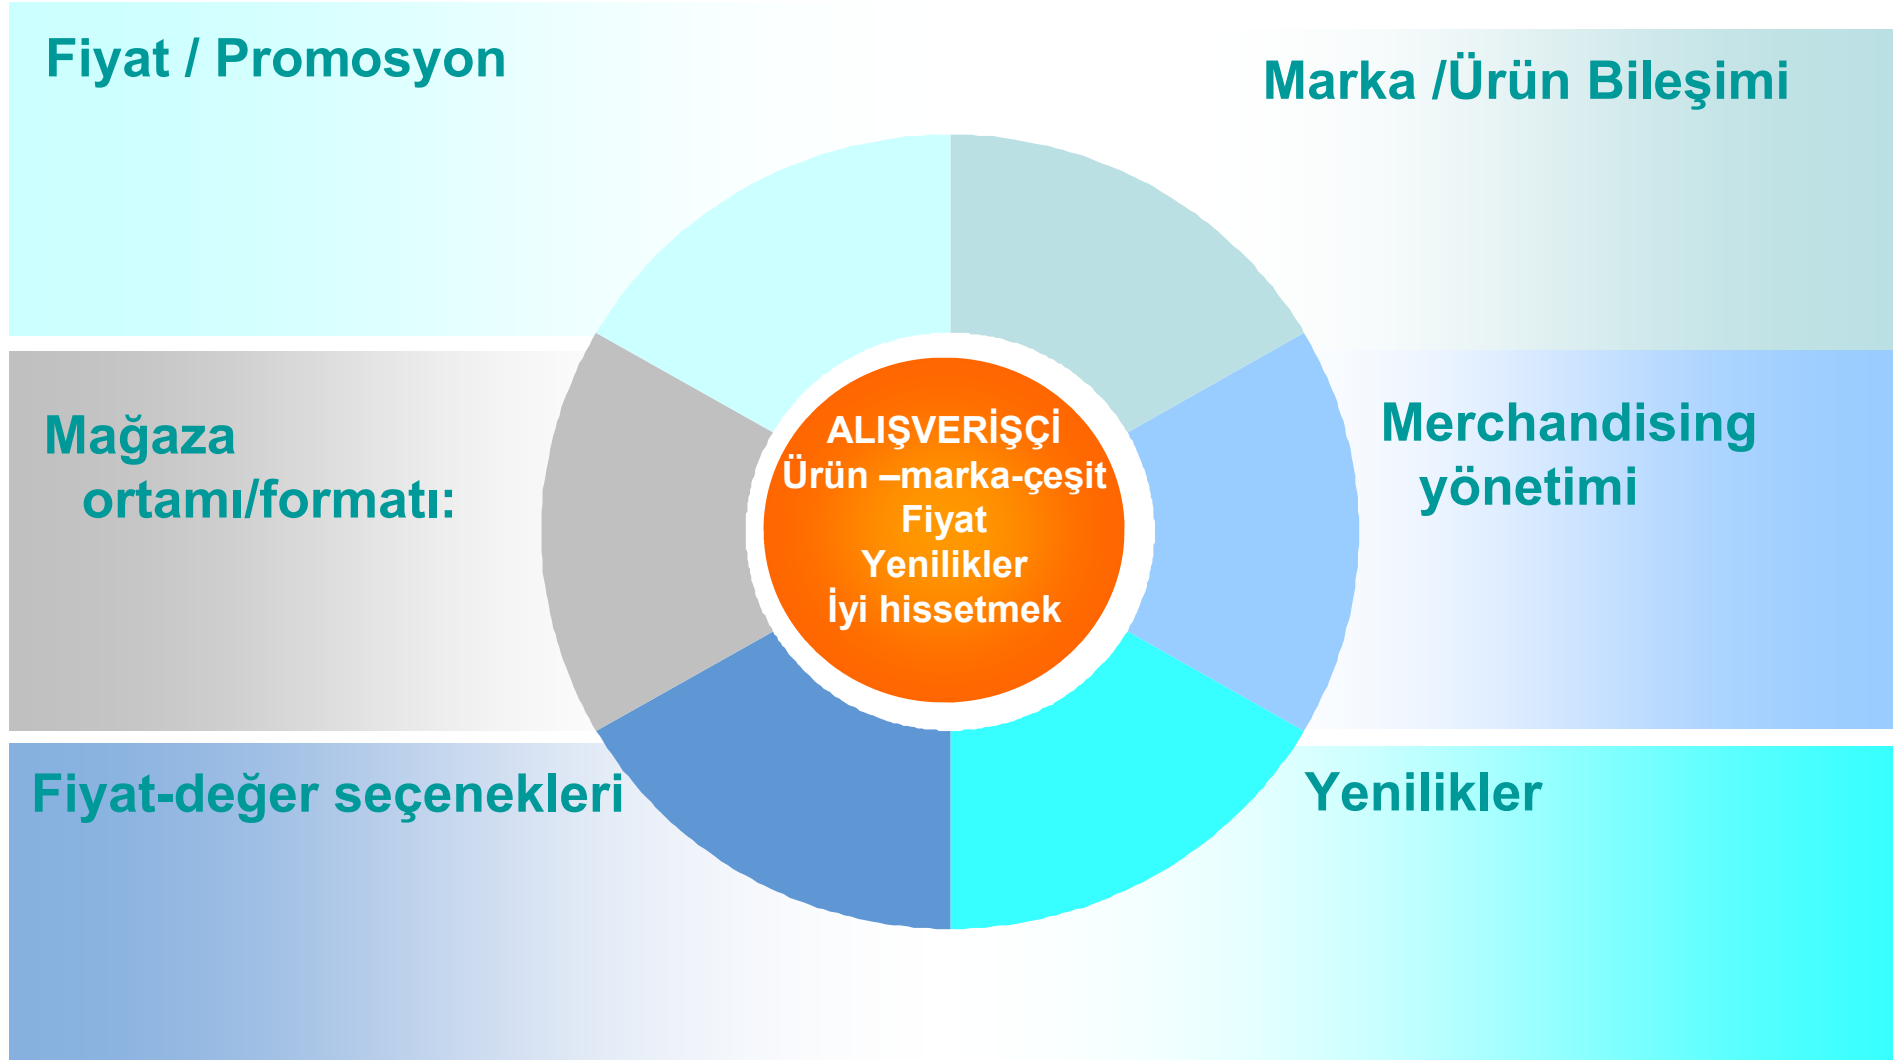 Fiyat / Promosyon
Marka /Ürün Bileşimi
Mağaza
ortamı/formatı:
ALIŞVERİŞÇİ
Ürün –marka-çeşit
Fiyat
Yenilikler
İyi hissetmek
Merchandising
yönetimi
Fiyat-değer seçenekleri
Yenilikler